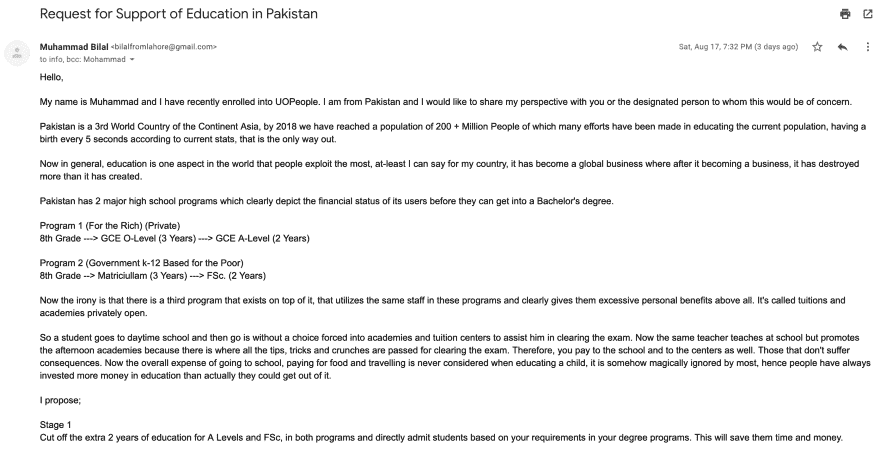 Request for Support of Education in Pakistan
Muhammad Bilal <bilalfromlahore@gmail.com>
Sat, Aug 17, 7:32 PM (3 days ago)
to info, bcc: Mohammad
Hello,
My name is Muhammad and I have recently enrolled into UOPeople. I am from Pakistan and I would like to share my perspective with you or the designated person to whom this would be of concern.
Pakistan is a 3rd World Country of the Continent Asia, by 2018 we have reached a population of 200 + Million People of which many efforts have been made in educating the current population, having a
birth every 5 seconds according to current stats, that is the only way out.
Now in general, education is one aspect in the world that people exploit the most, at-least I can say for my country, it has become a global business where after it becoming a business, it has destroyed
more than it has created.
Pakistan has 2 major high school programs which clearly depict the financial status of its users before they can get into a Bachelor's degree.
Program 1 (For the Rich) (Private)
8th Grade ---> GCE O-Level (3 Years) ---> GCE A-Level (2 Years)
Program 2 (Government k-12 Based for the Poor)
8th Grade --> Matriciullam (3 Years) ---> FSc. (2 Years)
Now the irony is that there is a third program that exists on top of it, that utilizes the same staff in these programs and clearly gives them excessive personal benefits above all. It's called tuitions and
academies privately open.
So a student goes to daytime school and then go is without a choice forced into academies and tuition centers to assist him in clearing the exam. Now the same teacher teaches at school but promotes
the afternoon academies because there is where all the tips, tricks and crunches are passed for clearing the exam. Therefore, you pay to the school and to the centers as well. Those that don't suffer
consequences. Now the overall expense of going to school, paying for food and travelling is never considered when educating a child, it is somehow magically ignored by most, hence people have always
invested more money in education than actually they could get out of it.
I propose;
Stage 1
Cut off the extra 2 years of education for A Levels and FSc, in both programs and directly admit students based on your requirements in your degree programs. This will save them time and money.